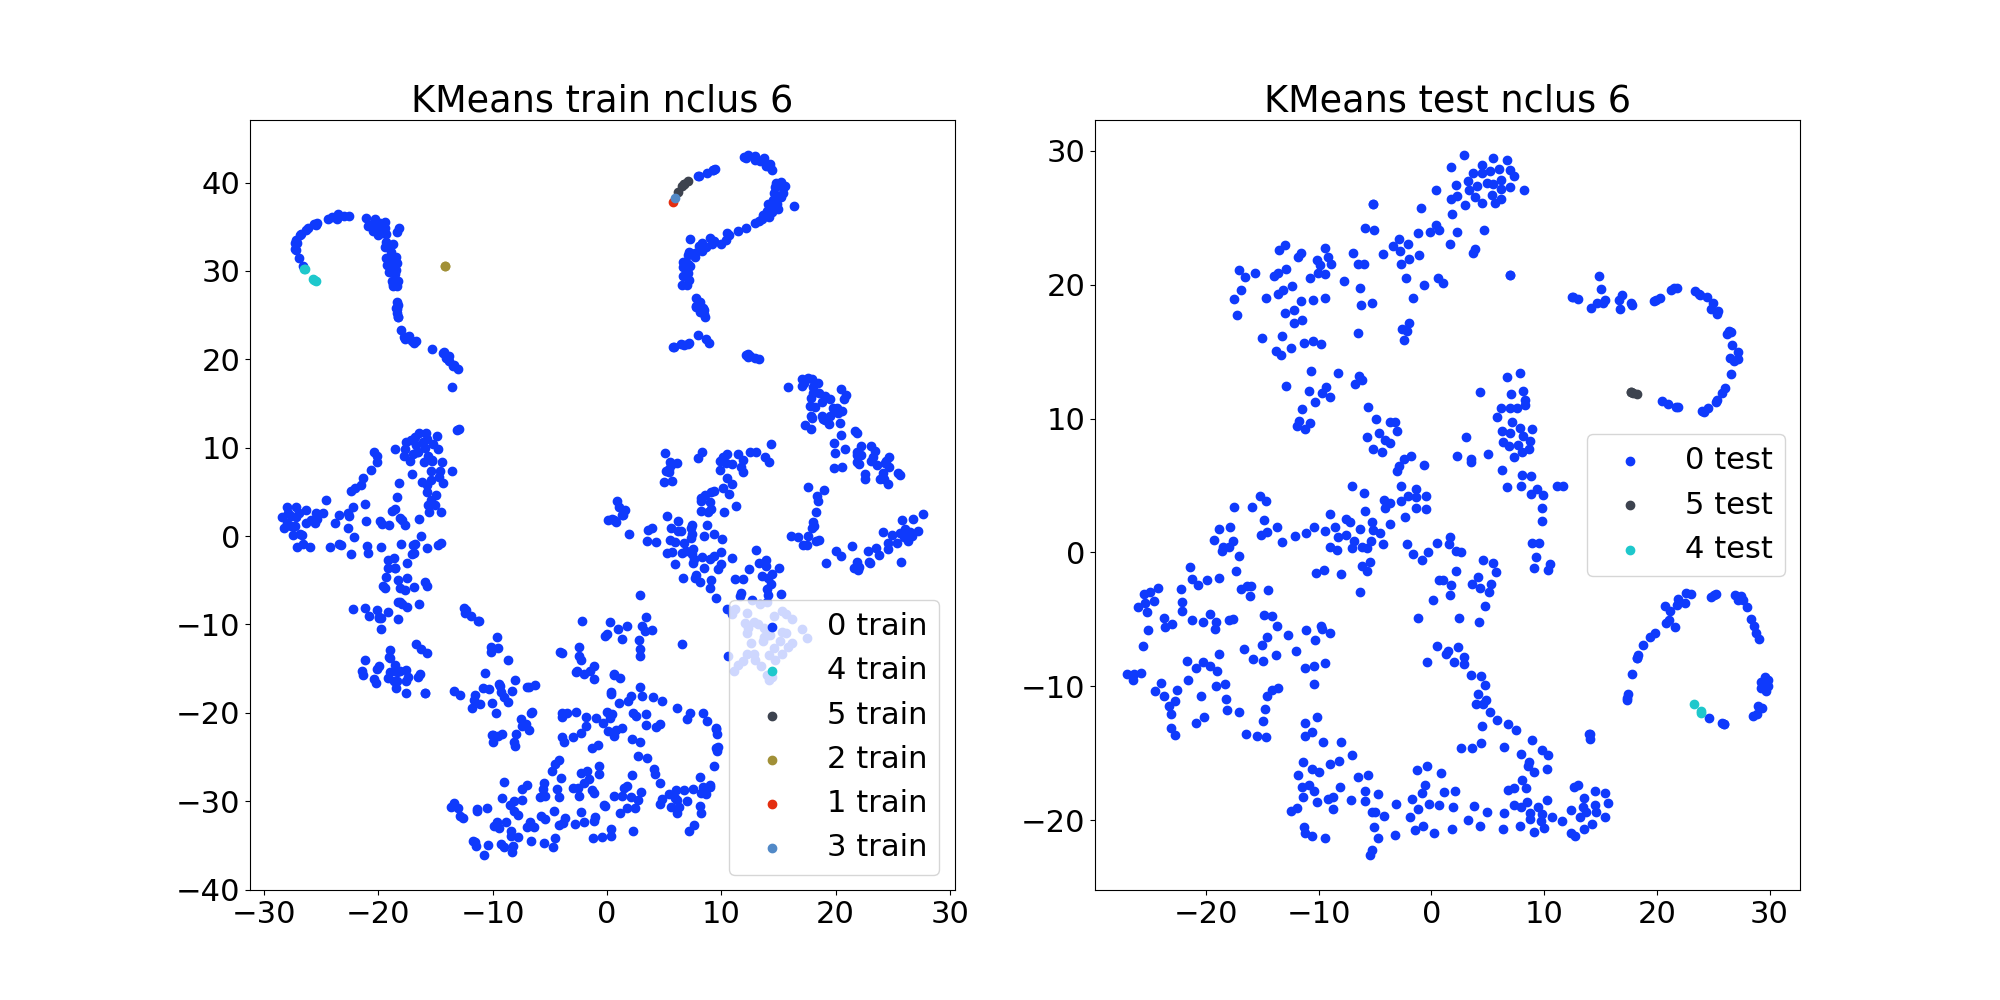 KMeans train nclus 6
40
30
20
10
0
−10
−20
−30
−40
−30 −20 −10 0 10 20 30
0 train
4 train
5 train
2 train
1 train
3 train
KMeans test nclus 6
30
20
10
0
−10
−20
−20 −10 0 10 20 30
0 test
5 test
4 test